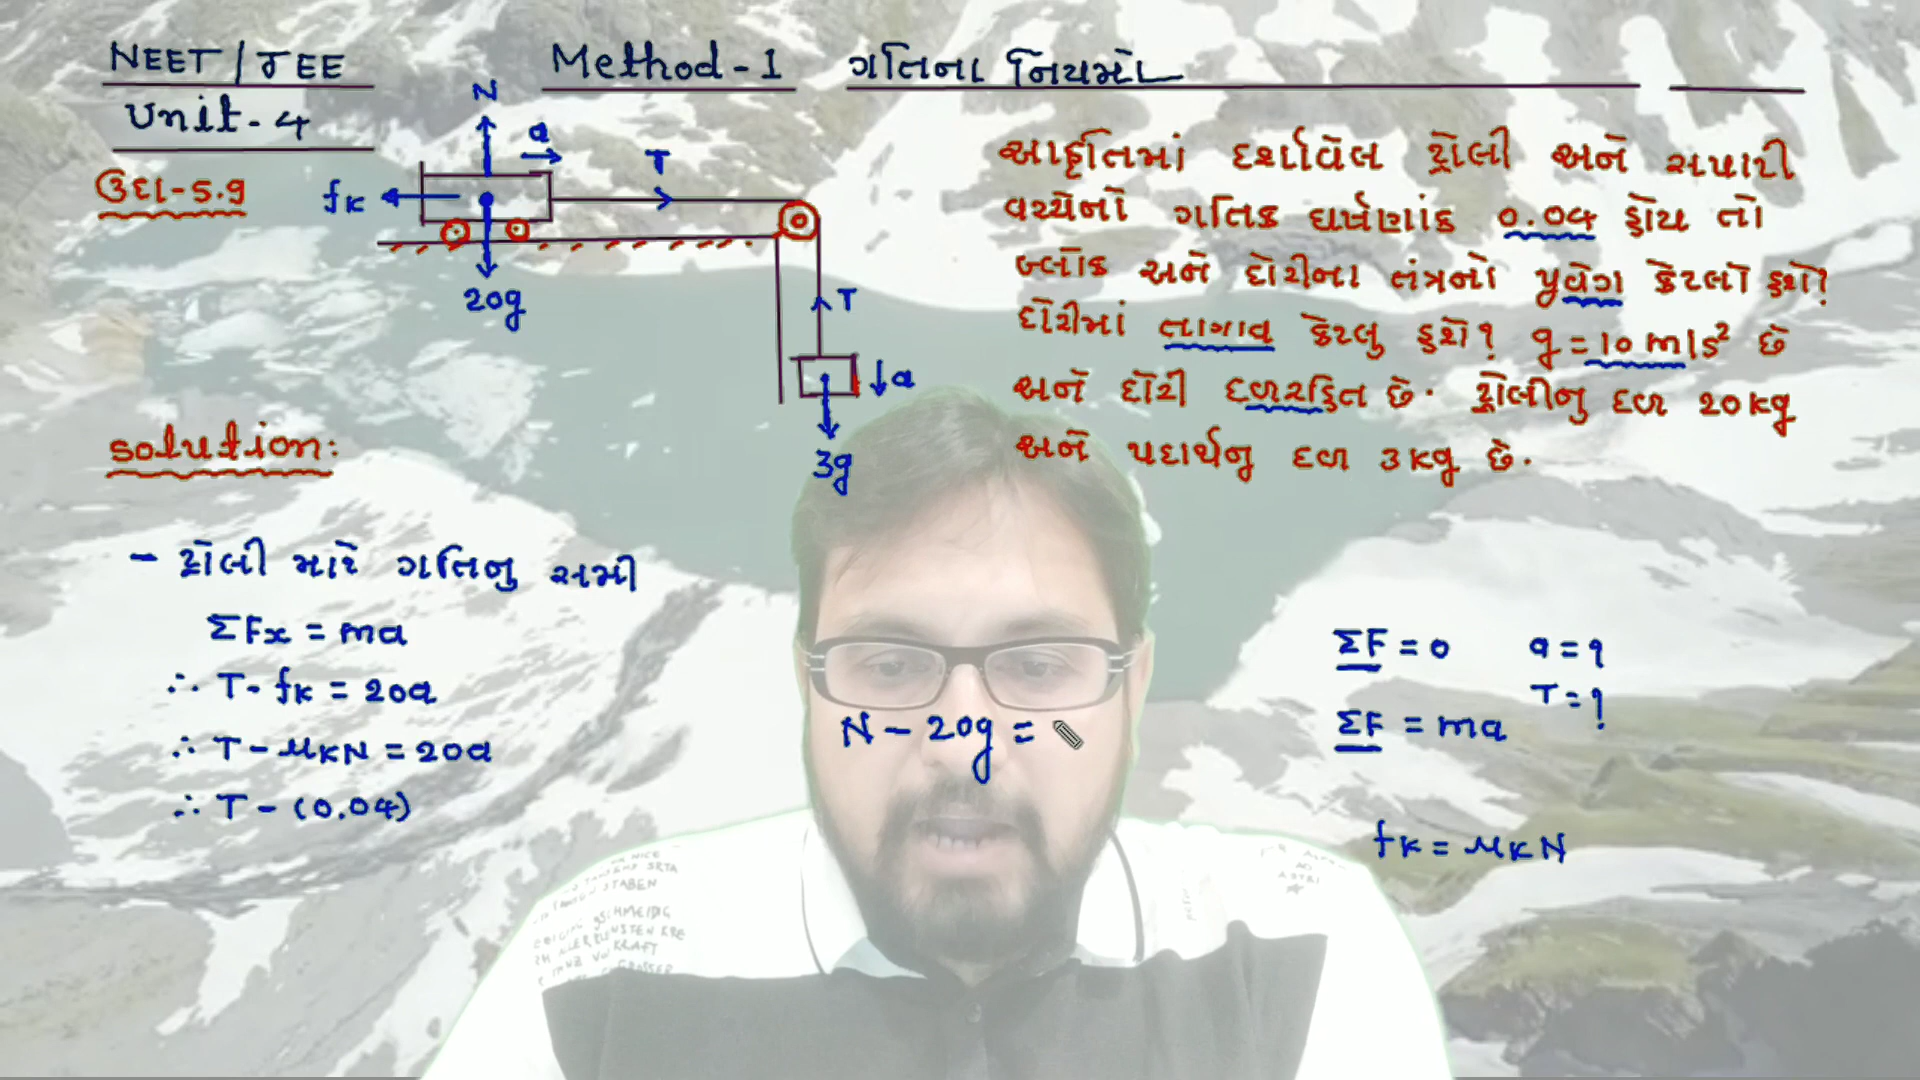 NEET/JEE Method-1 ગતિના નિયમો
Unit-4
ઉદા-5.9
N
a
T
fk
20g
T
a
3g
આકૃતિમાં દર્શાવેલ ટ્રોલી અને સપાટી
વચ્ચેનો ગતિક ઘર્ષણાંક 0.04 હોય તો
બ્લોક અને દોરીના તંત્રનો પ્રવેગ કેટલો હશે?
દોરીમાં તાણાવ કેટલુ હશે? g = 10 m/s² છે
અને દોરી દળરહિત છે. ટ્રોલીનુ દળ 20 kg
અને પદાર્થનુ દળ 3 kg છે.
solution:
- ટ્રોલી માટે ગતિનુ સમી
ΣFx = ma
∴ T - fk = 20a
∴ T - μkN = 20a
∴ T - (0.04)
N - 20g =
ΣF = 0 a = ?
T = ?
ΣF = ma
fk = μkN